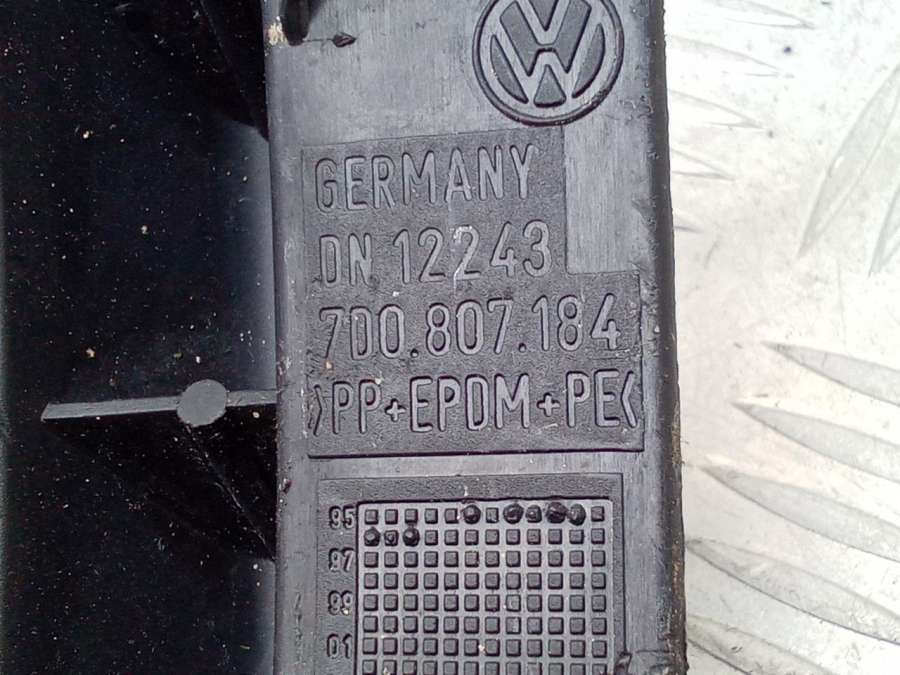 GERMANY
DN 12243
7D0.807.184
>PP+EPDM+PE<
95
97
99
01